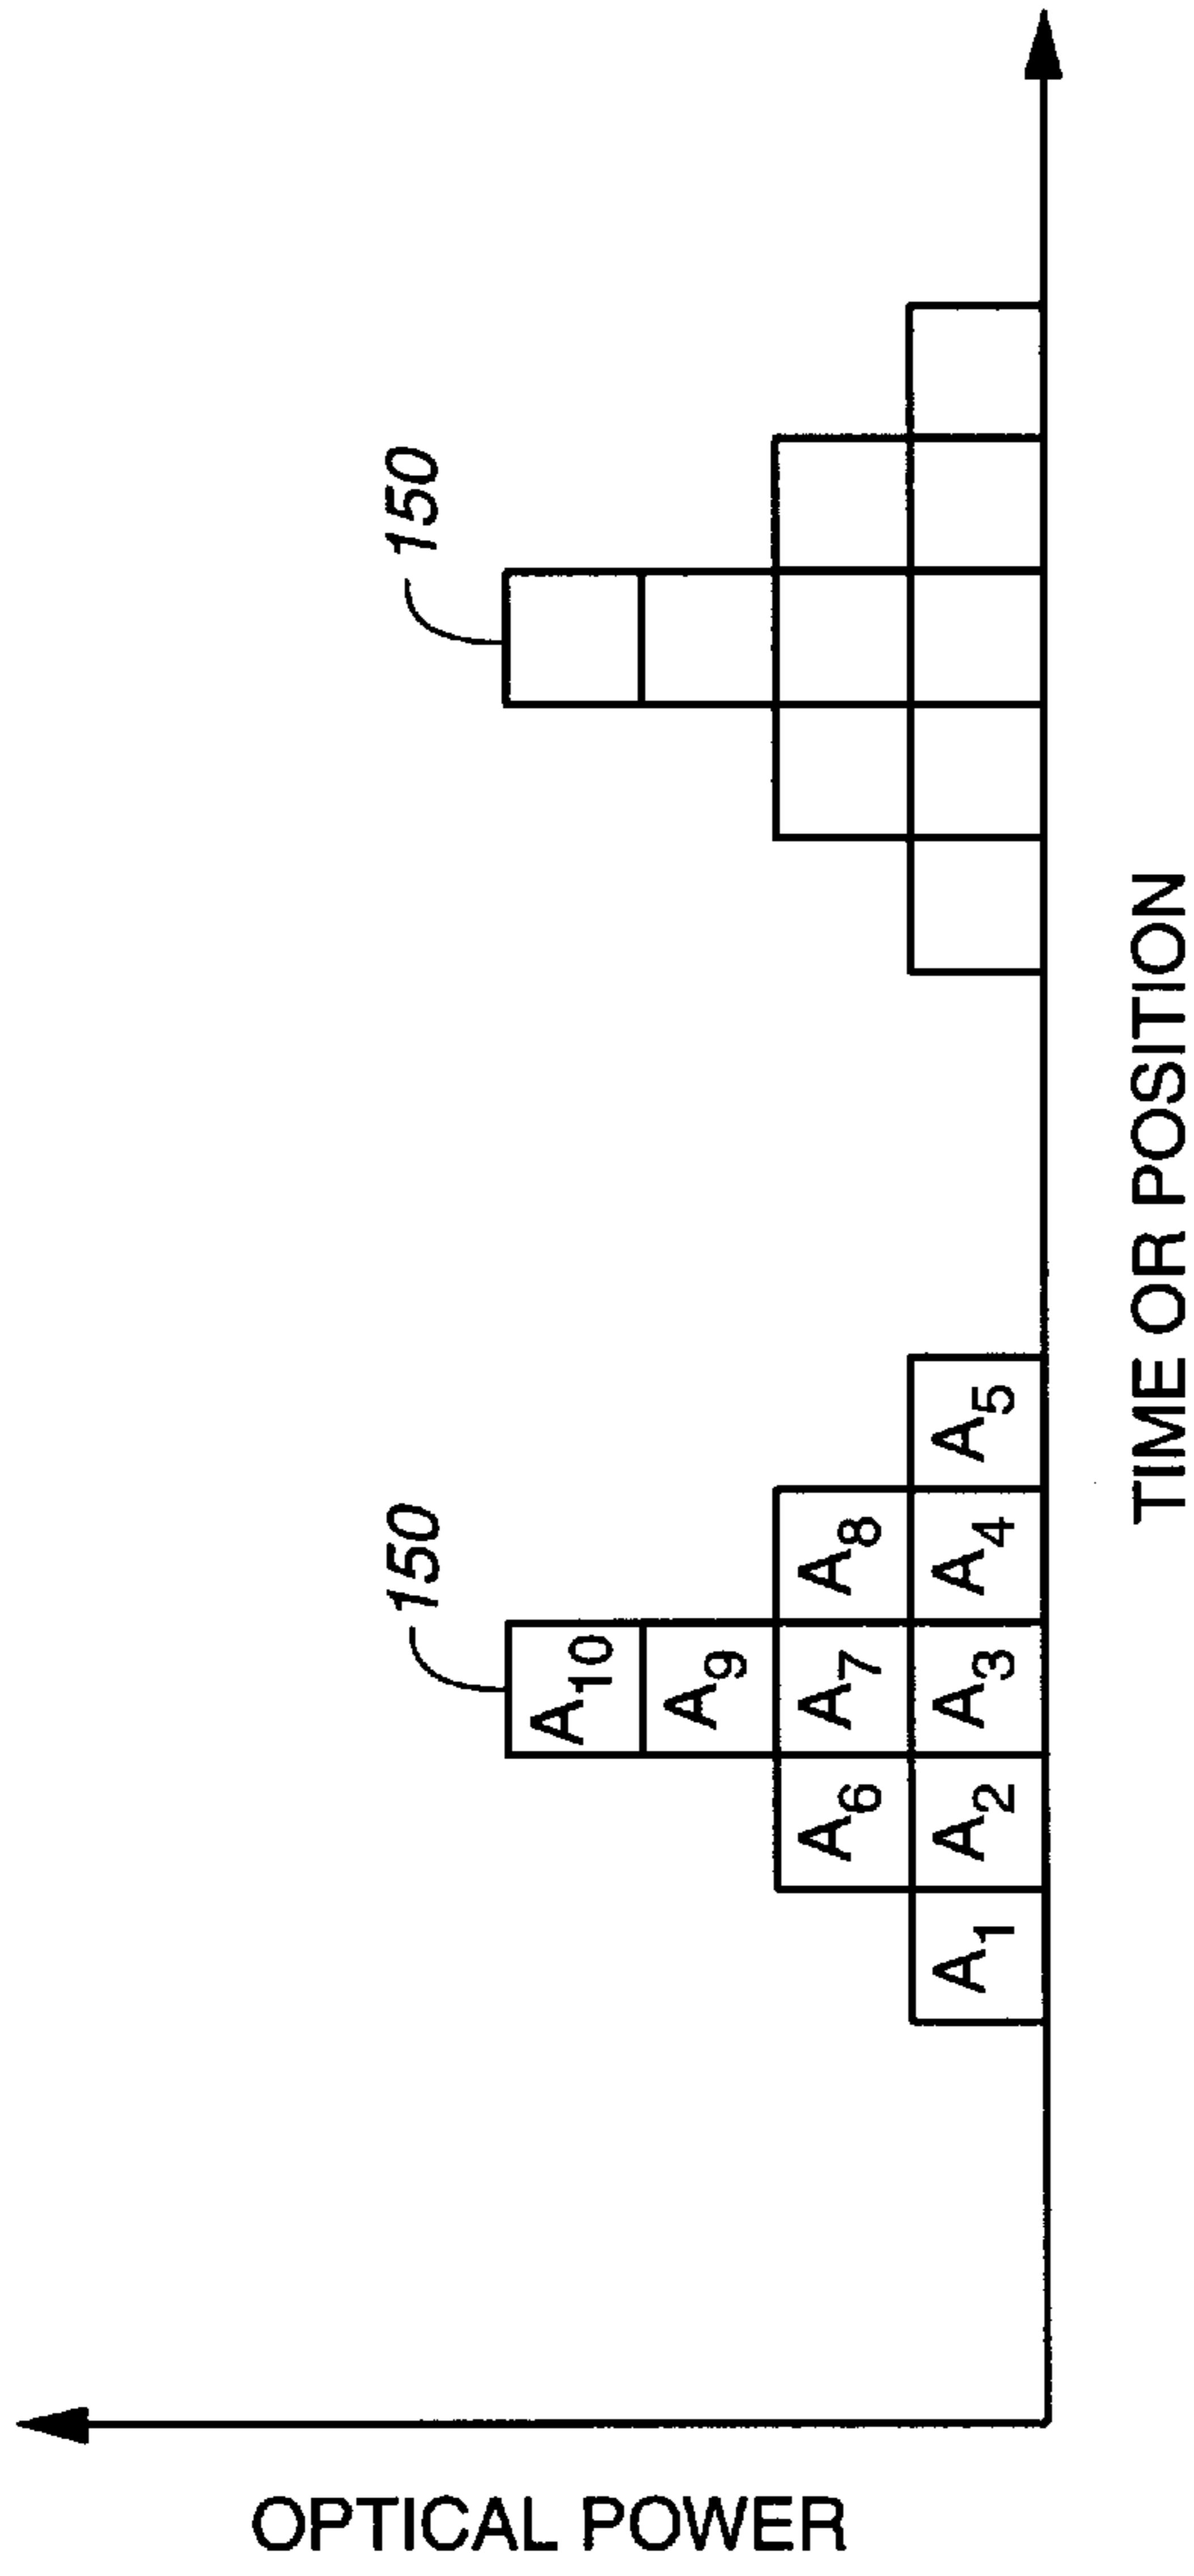 OPTICAL POWER
150
150
A10
A9
A6 A7 A8
A1 A2 A3 A4 A5
TIME OR POSITION